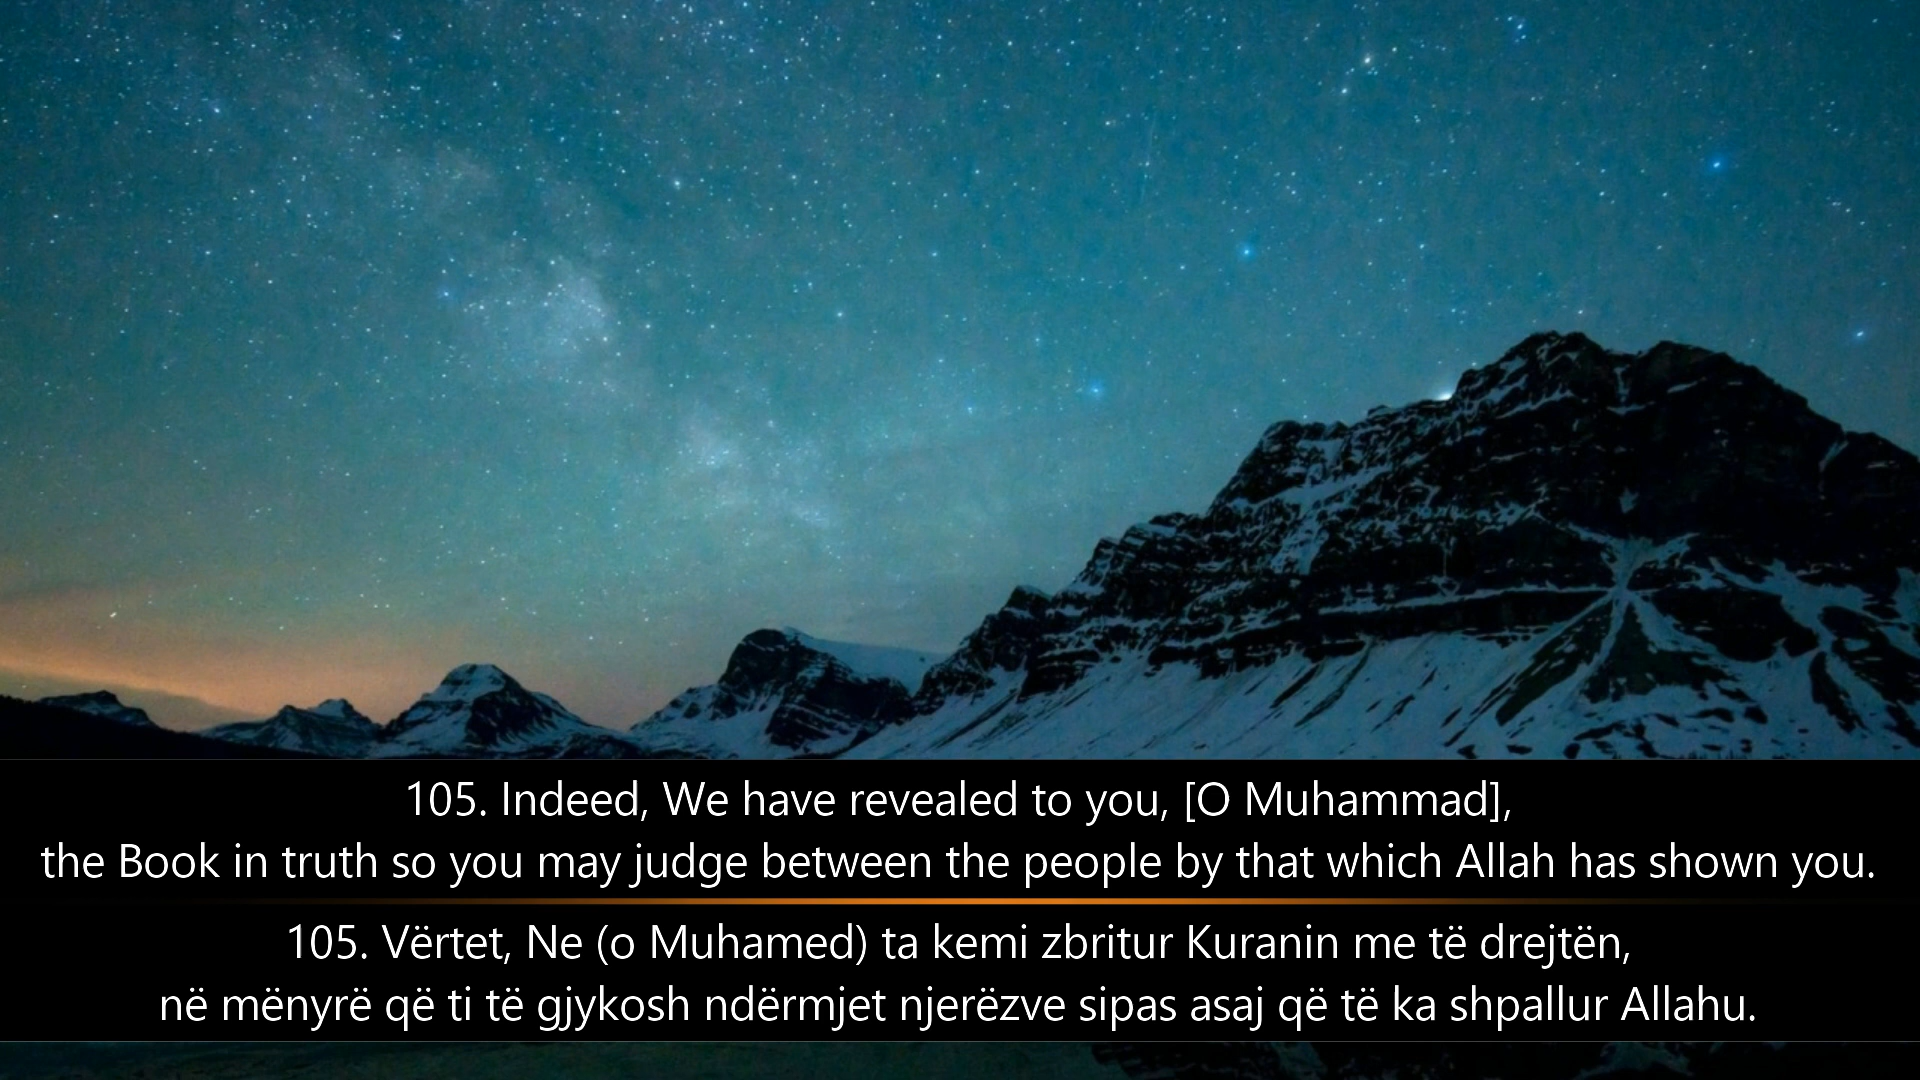 105. Indeed, We have revealed to you, [O Muhammad],
the Book in truth so you may judge between the people by that which Allah has shown you.
105. Vërtet, Ne (o Muhamed) ta kemi zbritur Kuranin me të drejtën,
në mënyrë që ti të gjykosh ndërmjet njerëzve sipas asaj që të ka shpallur Allahu.